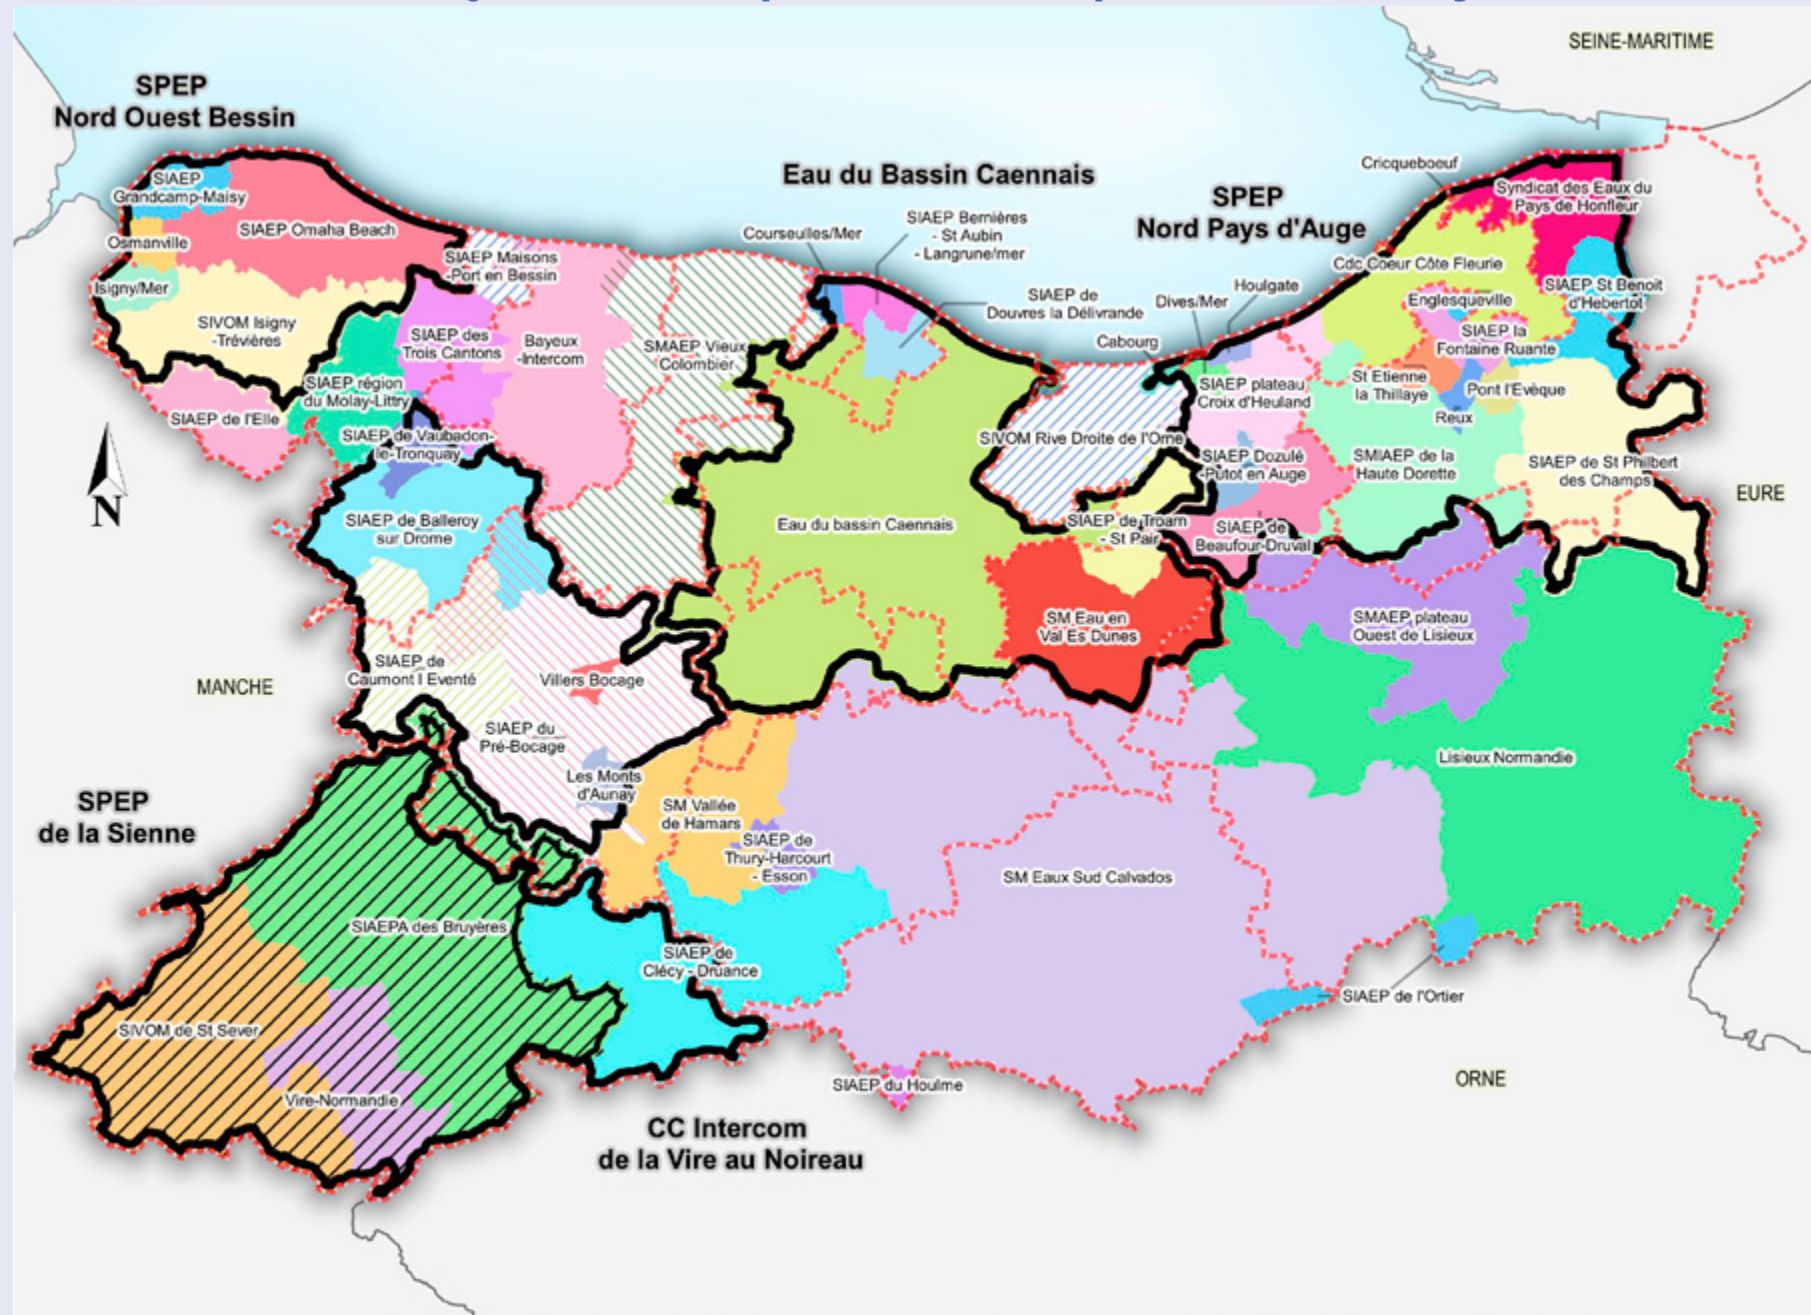 SEINE-MARITIME
SPEP
Nord Ouest Bessin
Eau du Bassin Caennais
SPEP
Nord Pays d'Auge
Cricqueboeuf
Syndicat des Eaux du
Pays de Honfleur
SIAEP
Grandcamp-Maisy
SIAEP Omaha Beach
Osmanville
Isigny/Mer
SIVOM Isigny
-Trévières
SIAEP Maisons
-Port en Bessin
Courseulles/Mer
SIAEP Bernières
- St Aubin
- Langrune/mer
SIAEP de
Douvres la Délivrande
Dives/Mer
Houlgate
Cabourg
Cdc Coeur Côte Fleurie
Englesqueville
SIAEP St Benoit
d'Hebertot
SIAEP la
Fontaine Ruante
SIAEP des
Trois Cantons
Bayeux
-Intercom
SMAEP Vieux
Colombier
SIAEP région
du Molay-Littry
SIAEP de l'Elle
SIAEP de Vaubadon-
le-Tronquay
SIAEP plateau
Croix d'Heuland
St Etienne
la Thillaye
Pont l'Evèque
Reux
N
SIVOM Rive Droite de l'Orne
SIAEP Dozulé
-Putot en Auge
SMIAEP de la
Haute Dorette
SIAEP de St Philbert
des Champs
EURE
SIAEP de Balleroy
sur Drome
Eau du bassin Caennais
SIAEP de Troarn
- St Pair
SIAEP de
Beaufour-Druval
SM Eau en
Val Es Dunes
SMAEP plateau
Ouest de Lisieux
MANCHE
SIAEP de
Caumont l Eventé
Villers Bocage
SIAEP du
Pré-Bocage
Les Monts
d'Aunay
Lisieux Normandie
SPEP
de la Sienne
SM Vallée
de Hamars
SIAEP de
Thury-Harcourt
- Esson
SM Eaux Sud Calvados
SIAEPA des Bruyères
SIAEP de
Clécy - Druance
SIAEP de l'Ortier
SIVOM de St Sever
Vire-Normandie
SIAEP du Houlme
ORNE
CC Intercom
de la Vire au Noireau